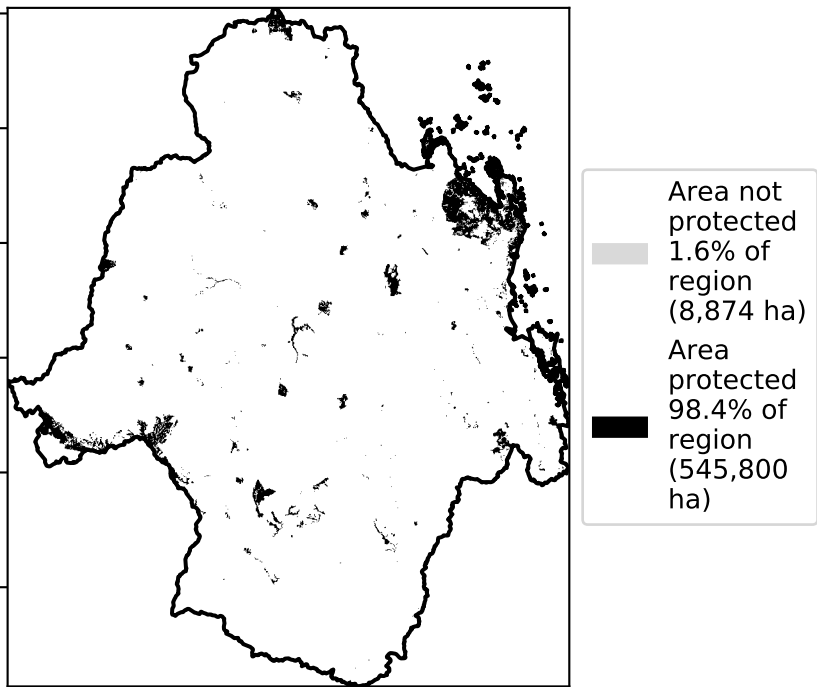 Area not
protected
1.6% of
region
(8,874 ha)
Area
protected
98.4% of
region
(545,800
ha)